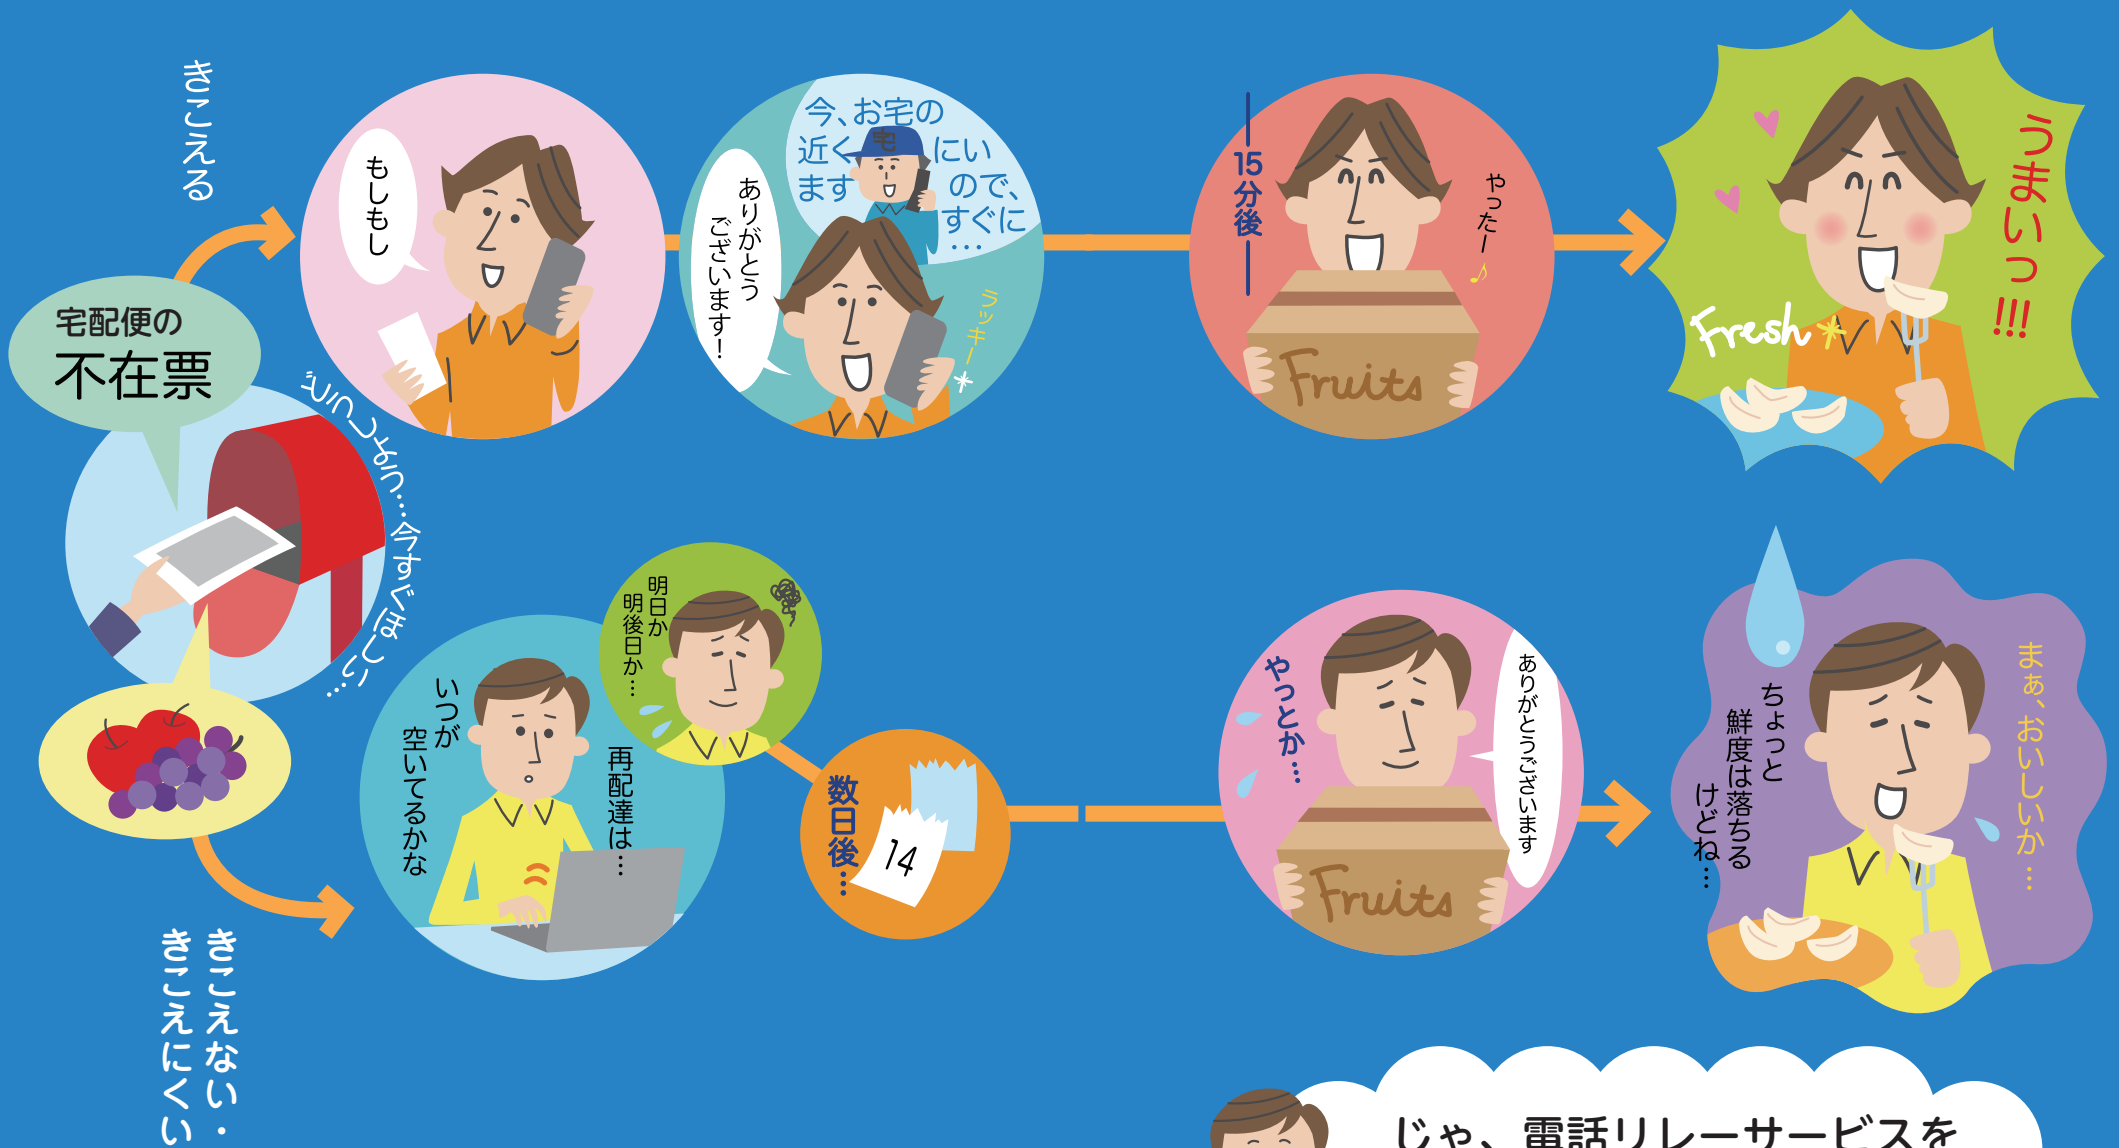 きこえる
宅配便の
不在票
どうしよう…今すぐほしい…
もしもし
今、お宅の
近くにい
ますので、
すぐに
…
宅
ありがとう
ございます！
ラッキー
15分後
やったー♪
Fruits
うまいっ!!!
Fresh
きこえない・
きこえにくい
いつが
空いてるかな
再配達は…
明日か
明後日か…
数日後…
14
やっとか…
ありがとうございます
Fruits
まぁ、おいしいか…
ちょっと
鮮度は落ちる
けどね…
じゃ、電話リレーサービスを